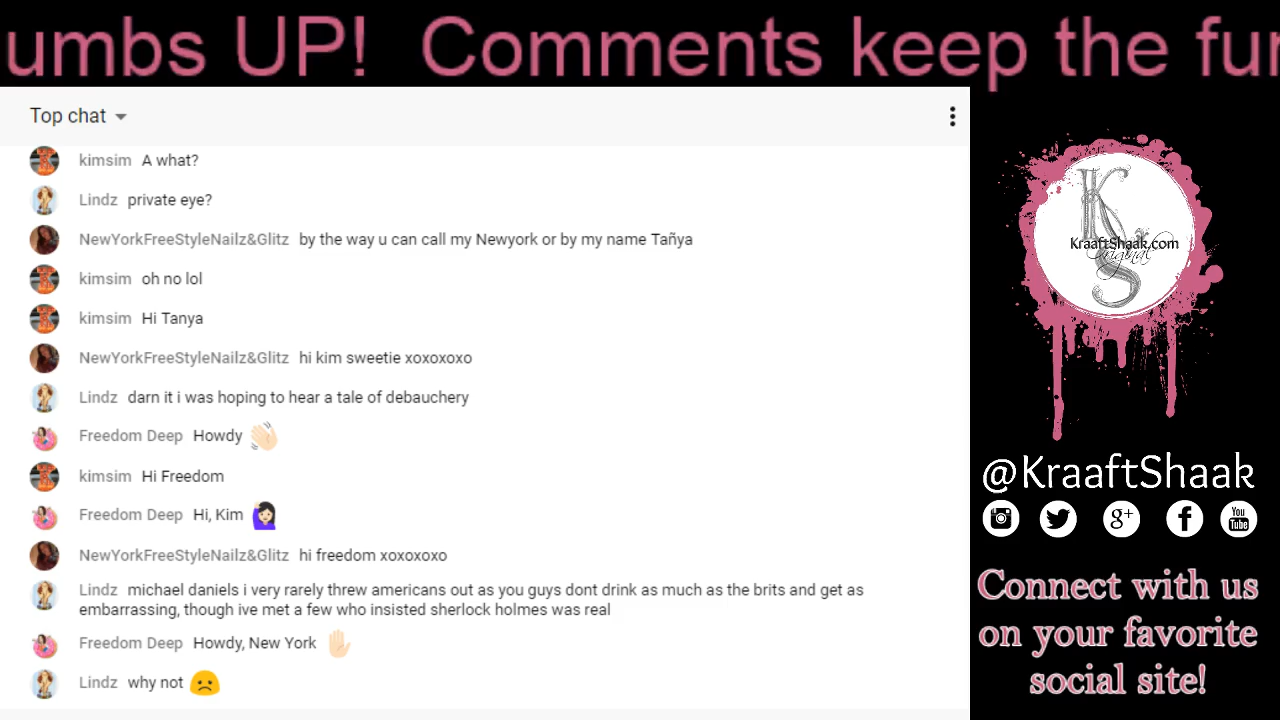 umbs UP! Comments keep the fun
Top chat
kimsim A what?
Lindz private eye?
NewYorkFreeStyleNailz&Glitz by the way u can call my Newyork or by my name Tañya
kimsim oh no lol
kimsim Hi Tanya
NewYorkFreeStyleNailz&Glitz hi kim sweetie xoxoxoxo
Lindz darn it i was hoping to hear a tale of debauchery
Freedom Deep Howdy 👋🏻
kimsim Hi Freedom
Freedom Deep Hi, Kim 🙋🏻‍♀️
NewYorkFreeStyleNailz&Glitz hi freedom xoxoxoxo
Lindz michael daniels i very rarely threw americans out as you guys dont drink as much as the brits and get as
embarrassing, though ive met a few who insisted sherlock holmes was real
Freedom Deep Howdy, New York ✋🏻
Lindz why not ☹️
K
KraaftShaak.com
Original
S
@KraaftShaak
g+ f You Tube
Connect with us
on your favorite
social site!